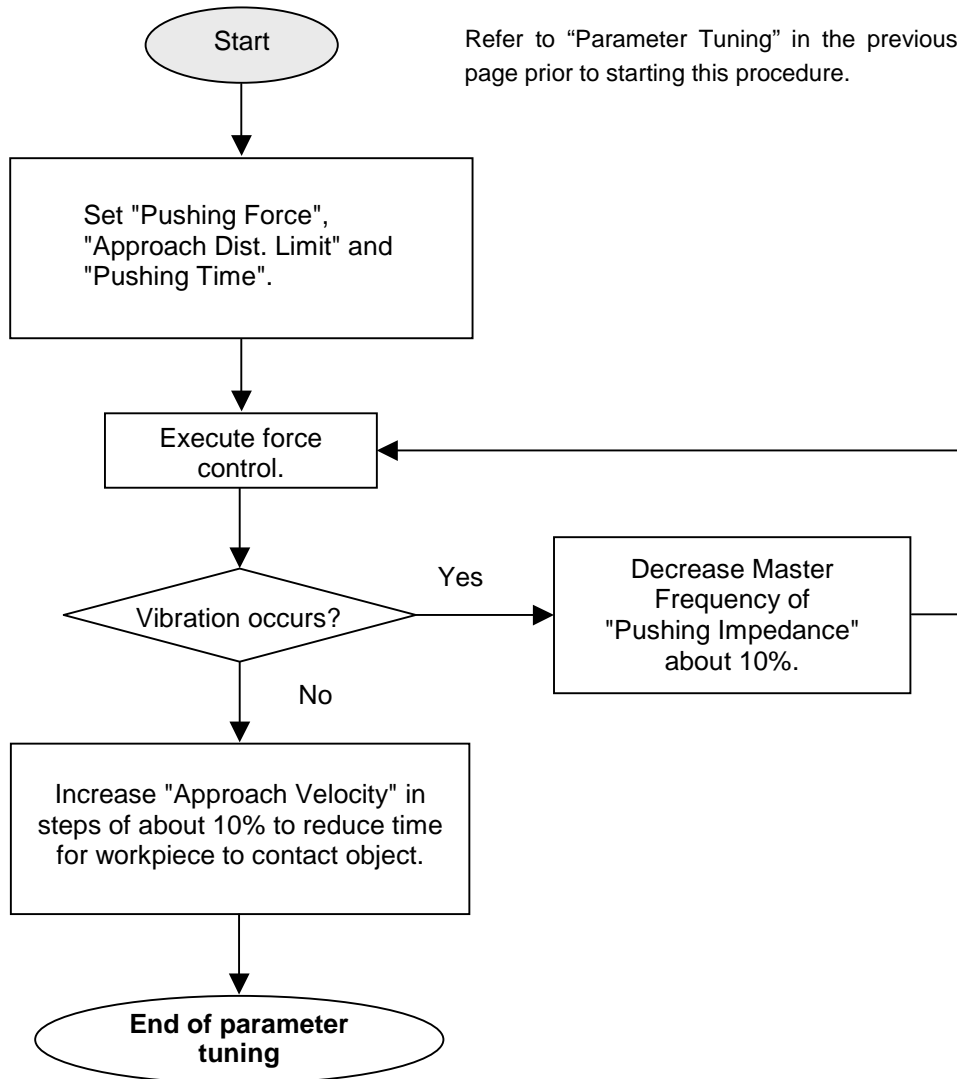 Start
Refer to “Parameter Tuning” in the previous
page prior to starting this procedure.
Set "Pushing Force",
"Approach Dist. Limit" and
"Pushing Time".
Execute force
control.
Vibration occurs?
Yes
Decrease Master
Frequency of
"Pushing Impedance"
about 10%.
No
Increase "Approach Velocity" in
steps of about 10% to reduce time
for workpiece to contact object.
End of parameter
tuning